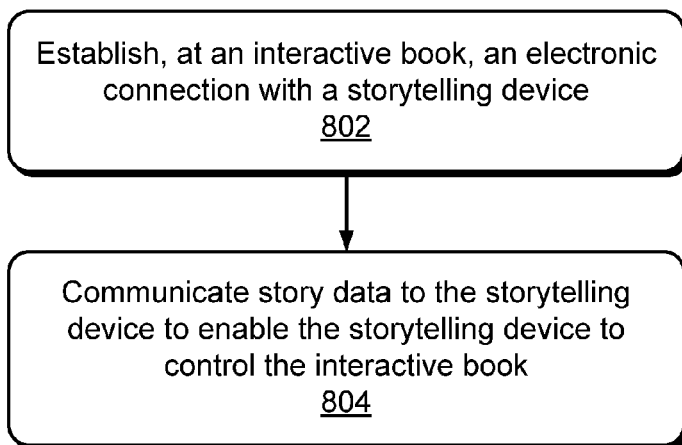 Establish, at an interactive book, an electronic
connection with a storytelling device
802
Communicate story data to the storytelling
device to enable the storytelling device to
control the interactive book
804